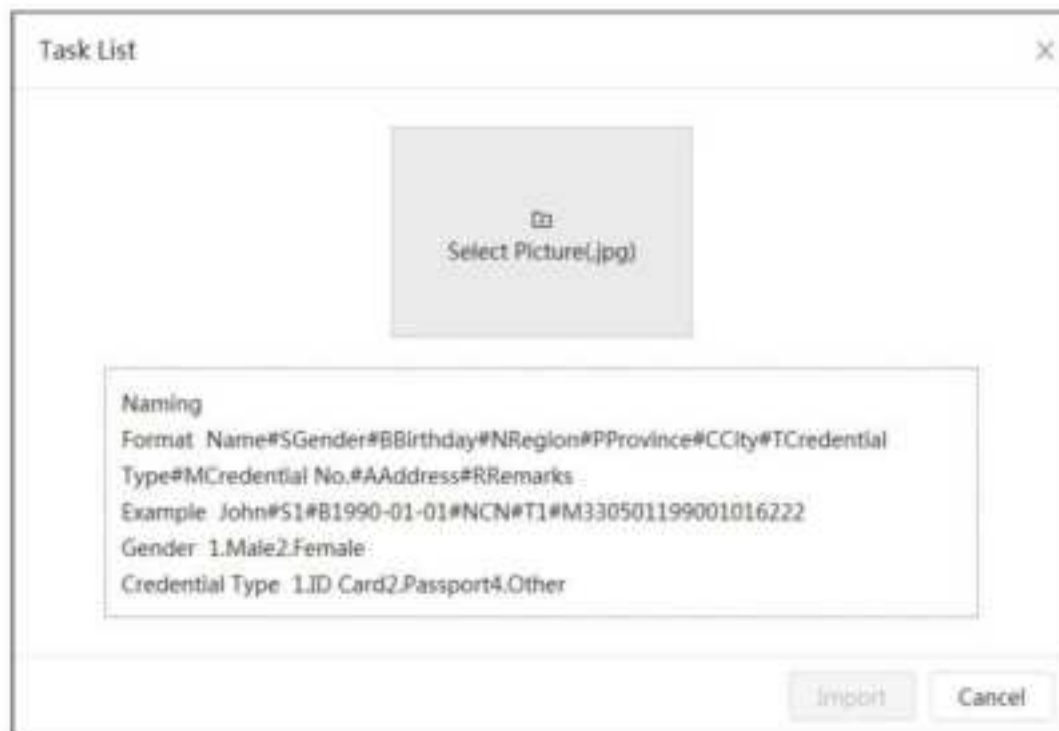 Task List
Select Picture(.jpg)
Naming
Format Name#SGender#BBirthday#NRegion#PProvince#CCity#TCredential
Type#MCredential No.#AAddress#RRemarks
Example John#S1#B1990-01-01#NCN#T1#M330501199001016222
Gender 1.Male2.Female
Credential Type 1.ID Card2.Passport4.Other
Import
Cancel